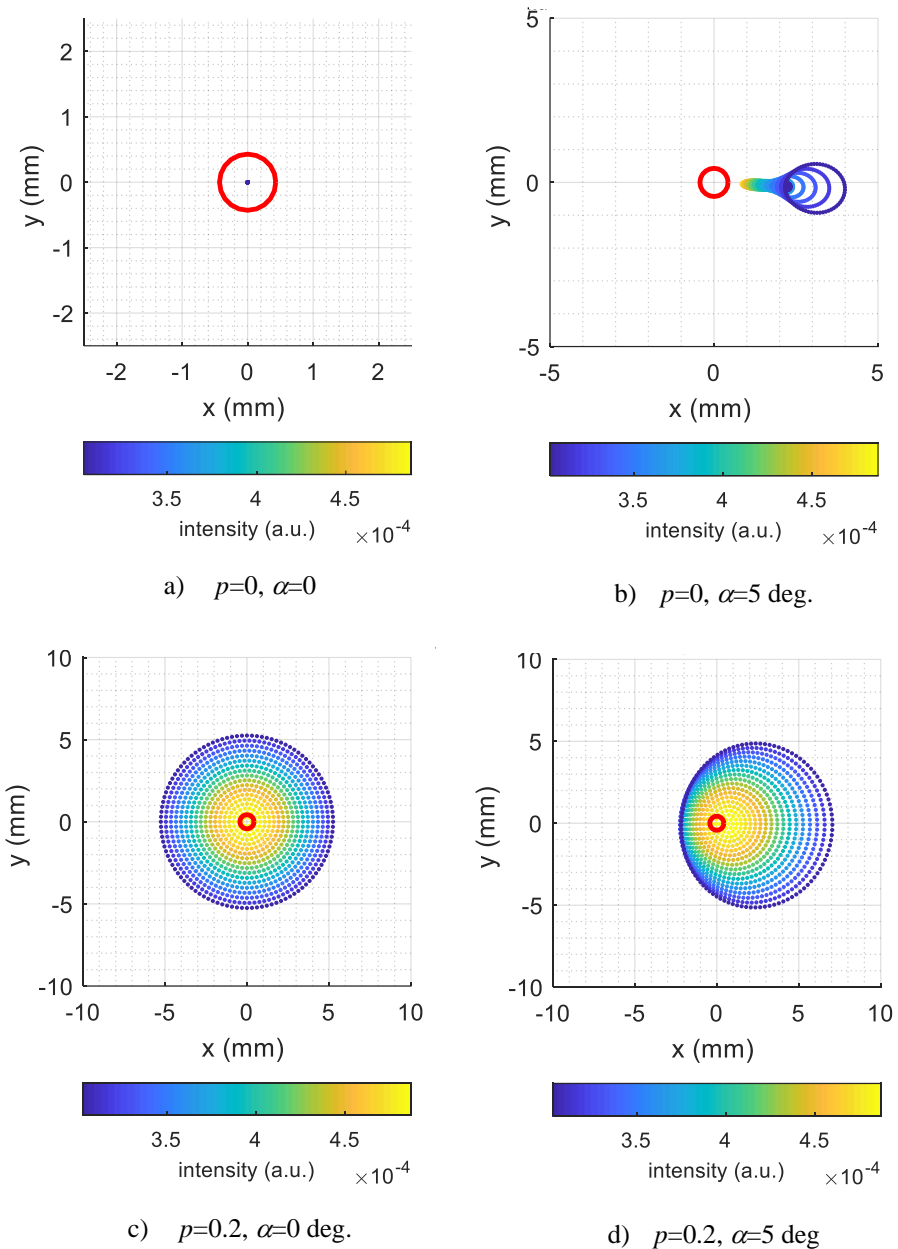 2
1
0
-1
-2
y (mm)
-2 -1 0 1 2
x (mm)
3.5 4 4.5
intensity (a.u.) ×10-4
a) p=0, α=0
5
0
-5
y (mm)
-5 0 5
x (mm)
3.5 4 4.5
intensity (a.u.) ×10-4
b) p=0, α=5 deg.
10
5
0
-5
-10
y (mm)
-10 -5 0 5 10
x (mm)
3.5 4 4.5
intensity (a.u.) ×10-4
c) p=0.2, α=0 deg.
10
5
0
-5
-10
y (mm)
-10 -5 0 5 10
x (mm)
3.5 4 4.5
intensity (a.u.) ×10-4
d) p=0.2, α=5 deg